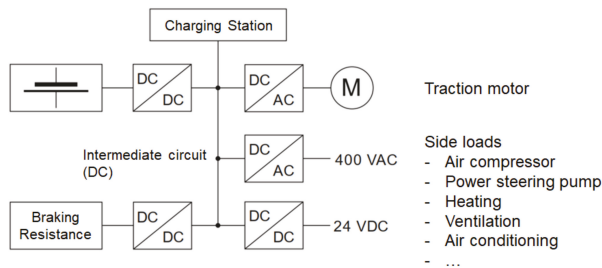 Charging Station
DC
DC
DC
AC
M
Traction motor
Intermediate circuit
(DC)
DC
AC
400 VAC
Side loads
- Air compressor
- Power steering pump
- Heating
- Ventilation
- Air conditioning
- ...
Braking
Resistance
DC
DC
DC
DC
24 VDC